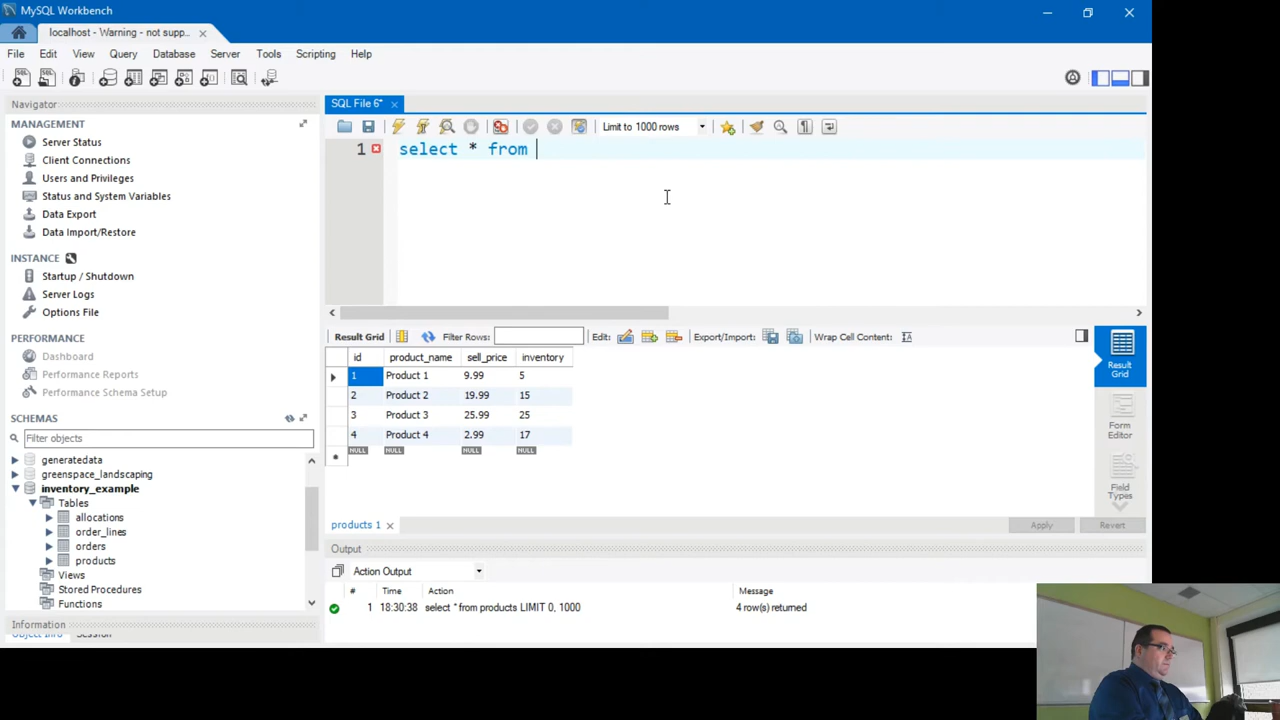 MySQL Workbench
localhost - Warning - not supp...
File Edit View Query Database Server Tools Scripting Help
Navigator
SQL File 6*
MANAGEMENT
Server Status
Client Connections
Users and Privileges
Status and System Variables
Data Export
Data Import/Restore
INSTANCE
Startup / Shutdown
Server Logs
Options File
PERFORMANCE
Dashboard
Performance Reports
Performance Schema Setup
SCHEMAS
Filter objects
generatedata
greenspace_landscaping
inventory_example
Tables
allocations
order_lines
orders
products
Views
Stored Procedures
Functions
Information
Object Info Session
Limit to 1000 rows
1 select * from
Result Grid Filter Rows: Edit: Export/Import: Wrap Cell Content:
id product_name sell_price inventory
1 Product 1 9.99 5
2 Product 2 19.99 15
3 Product 3 25.99 25
4 Product 4 2.99 17
NULL NULL NULL NULL
Result
Grid
Form
Editor
Field
Types
products 1 Apply Revert
Output
Action Output
# Time Action Message
1 18:30:38 select * from products LIMIT 0, 1000 4 row(s) returned